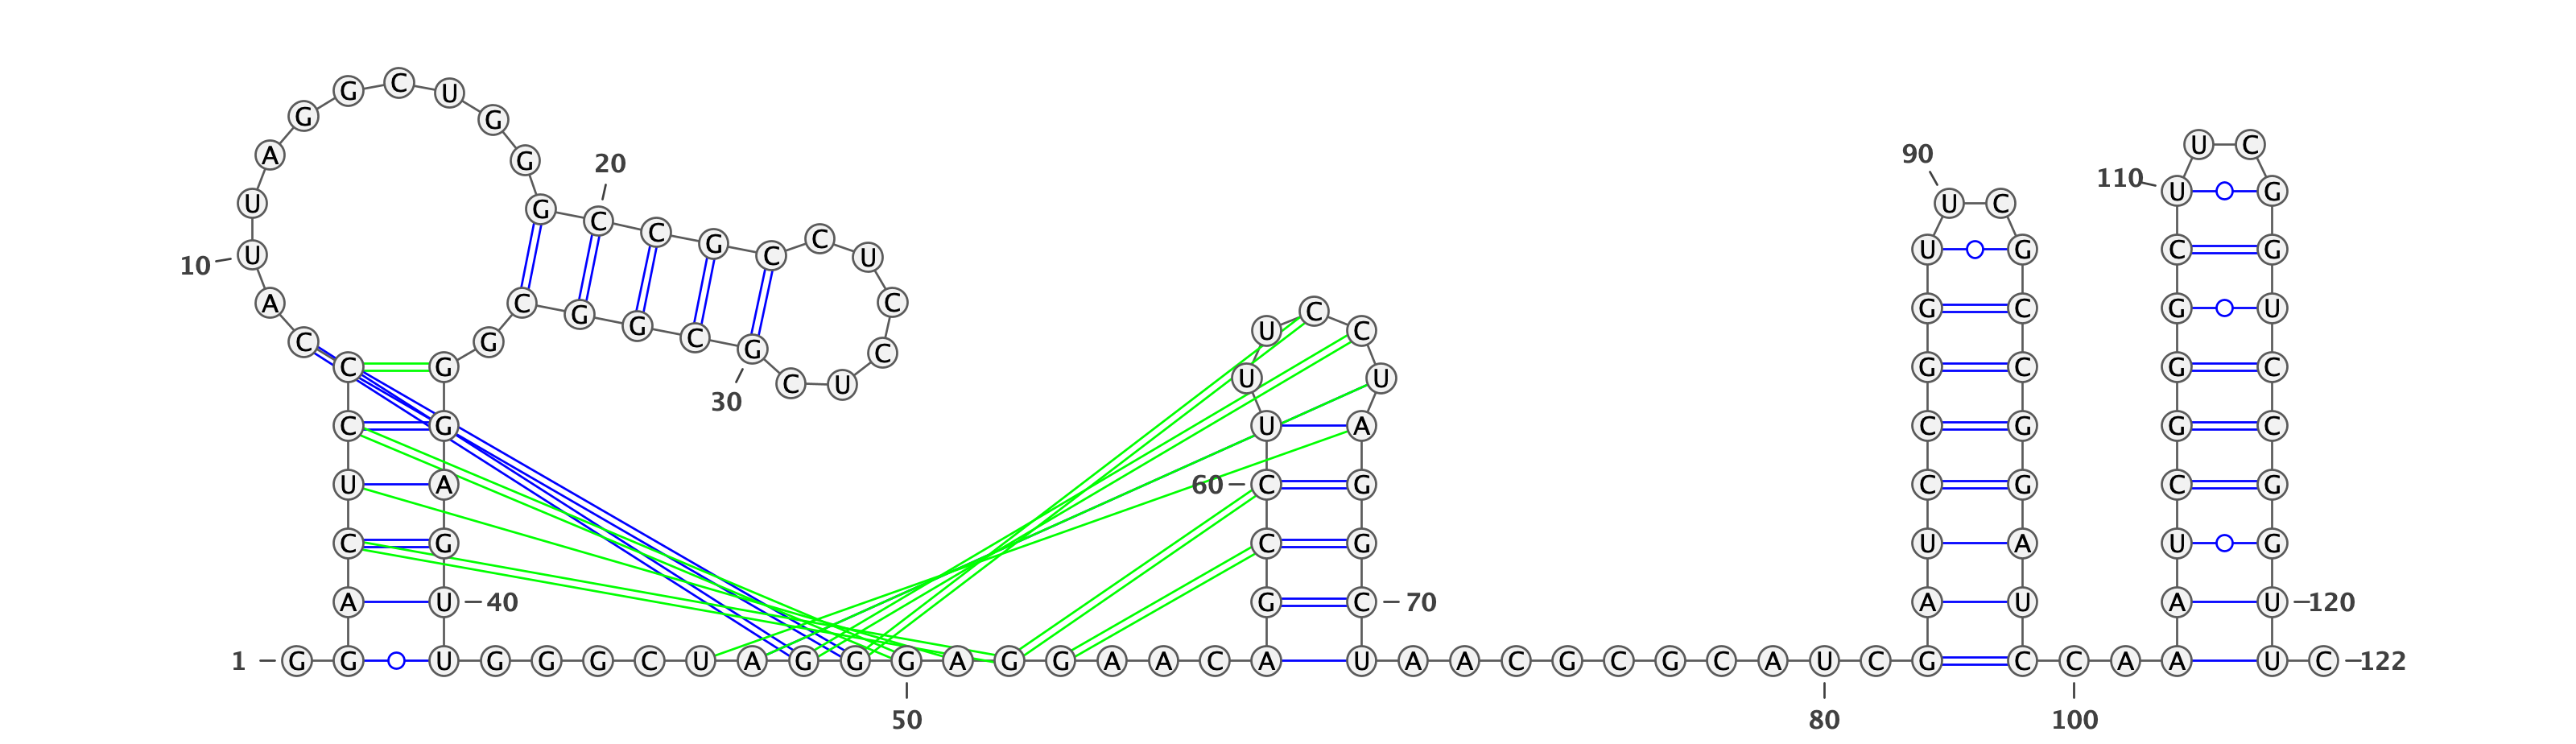 1
G G A C U C C C A
10
U U A G G C U G G G
20
C C G C C U C C U C
30
G C G G C G G G A G
40
U U G G G C U A G G
50
G A G G A A C A G C
60
C U U U C C U A G G
70
C U A A C G C G C A
80
U C G A U C C G G U
90
U C G C C G G A U C
100
C A A A U C G G G C
110
U U C G G U C C G G
120
U U C
122